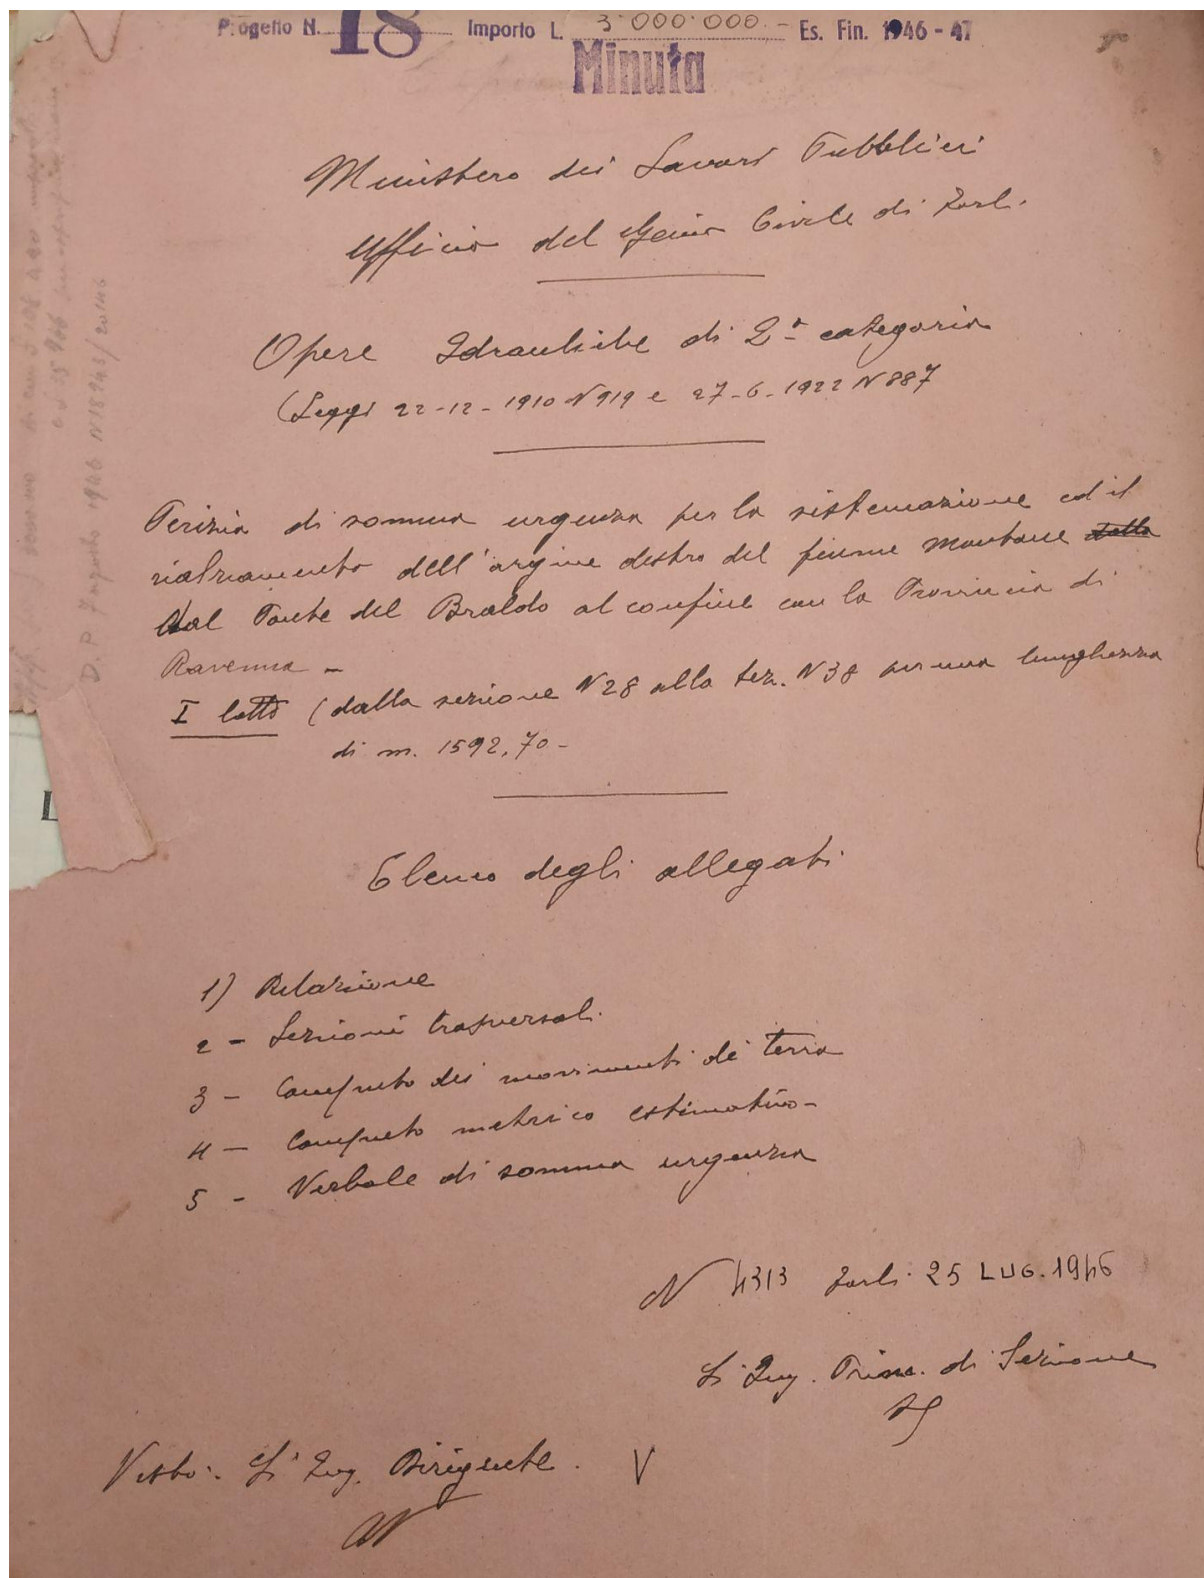 Progetto N. 18 Importo L. 3.000.000.- Es. Fin. 1946-47
Minuta
Ministero dei Lavori Pubblici
Ufficio del Genio Civile di Forlì
Opere Idrauliche di 2ª categoria
(Leggi 22-12-1910 N 919 e 27-6-1922 N 887
Perizia di somma urgenza per la sistemazione ed il
rialzamento dell'argine destro del fiume Montone dalla
dal Ponte del Braldo al confine con la Provincia di
Ravenna -
I lotto (dalla sezione N 28 alla sez. N 38 per una lunghezza
di m. 1592,70-
Elenco degli allegati
1) Relazione
2 - Sezioni trasversali
3 - Computo dei movimenti di terra
4 - Computo metrico estimativo-
5 - Verbale di somma urgenza
N 4313 Forlì 25 LUG. 1946
L'Ing. Princ. di Sezione
Visto: L'Ing. Dirigente. V
D. P. 7 agosto 1946 N 18243/20146